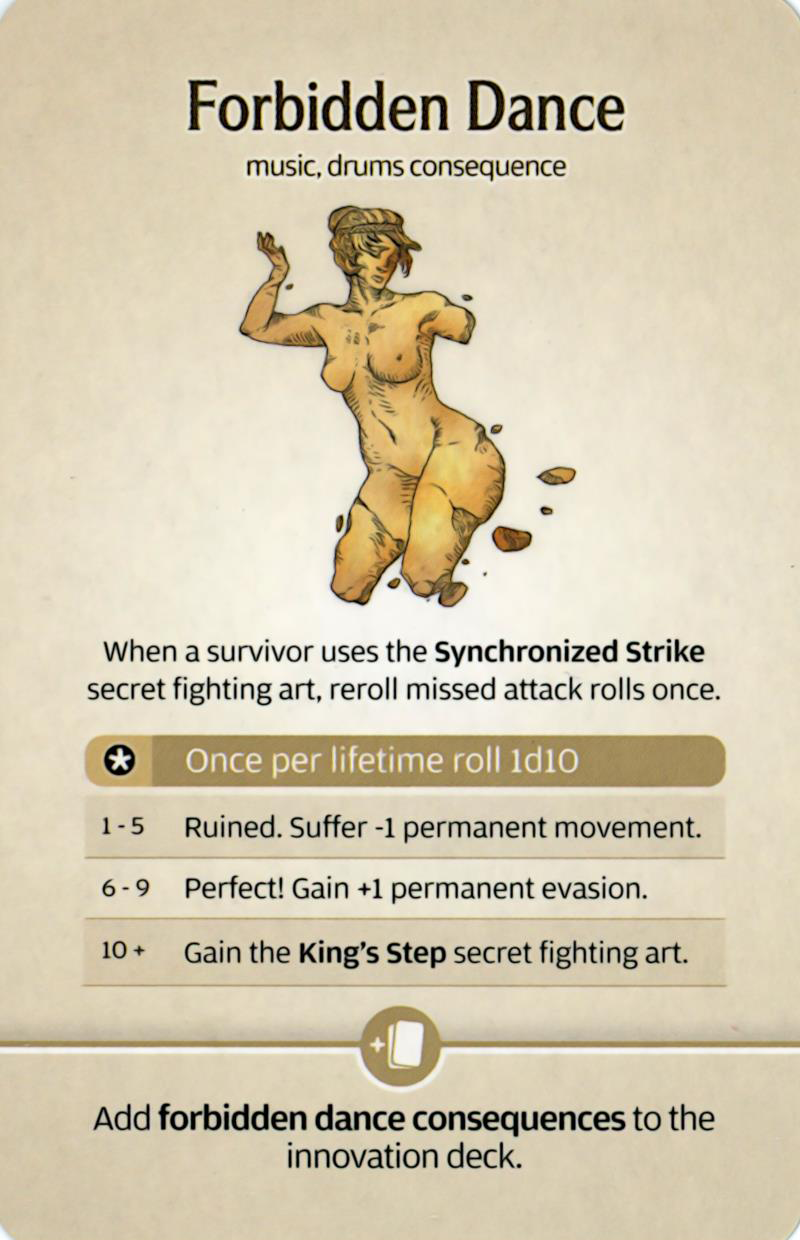 Forbidden Dance
music, drums consequence
When a survivor uses the Synchronized Strike
secret fighting art, reroll missed attack rolls once.
Once per lifetime roll 1d10
1 - 5 Ruined. Suffer -1 permanent movement.
6 - 9 Perfect! Gain +1 permanent evasion.
10 + Gain the King's Step secret fighting art.
Add forbidden dance consequences to the
innovation deck.